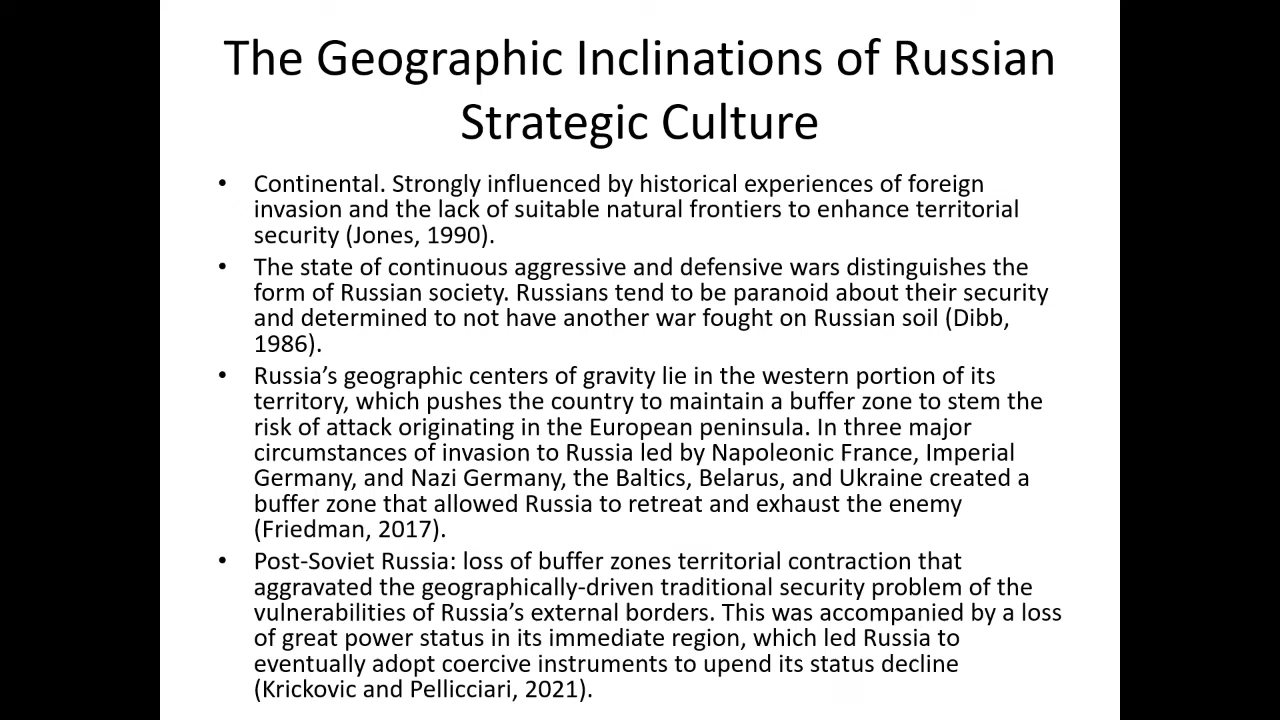 The Geographic Inclinations of Russian
Strategic Culture
• Continental. Strongly influenced by historical experiences of foreign
invasion and the lack of suitable natural frontiers to enhance territorial
security (Jones, 1990).
• The state of continuous aggressive and defensive wars distinguishes the
form of Russian society. Russians tend to be paranoid about their security
and determined to not have another war fought on Russian soil (Dibb,
1986).
• Russia’s geographic centers of gravity lie in the western portion of its
territory, which pushes the country to maintain a buffer zone to stem the
risk of attack originating in the European peninsula. In three major
circumstances of invasion to Russia led by Napoleonic France, Imperial
Germany, and Nazi Germany, the Baltics, Belarus, and Ukraine created a
buffer zone that allowed Russia to retreat and exhaust the enemy
(Friedman, 2017).
• Post-Soviet Russia: loss of buffer zones territorial contraction that
aggravated the geographically-driven traditional security problem of the
vulnerabilities of Russia’s external borders. This was accompanied by a loss
of great power status in its immediate region, which led Russia to
eventually adopt coercive instruments to upend its status decline
(Krickovic and Pellicciari, 2021).